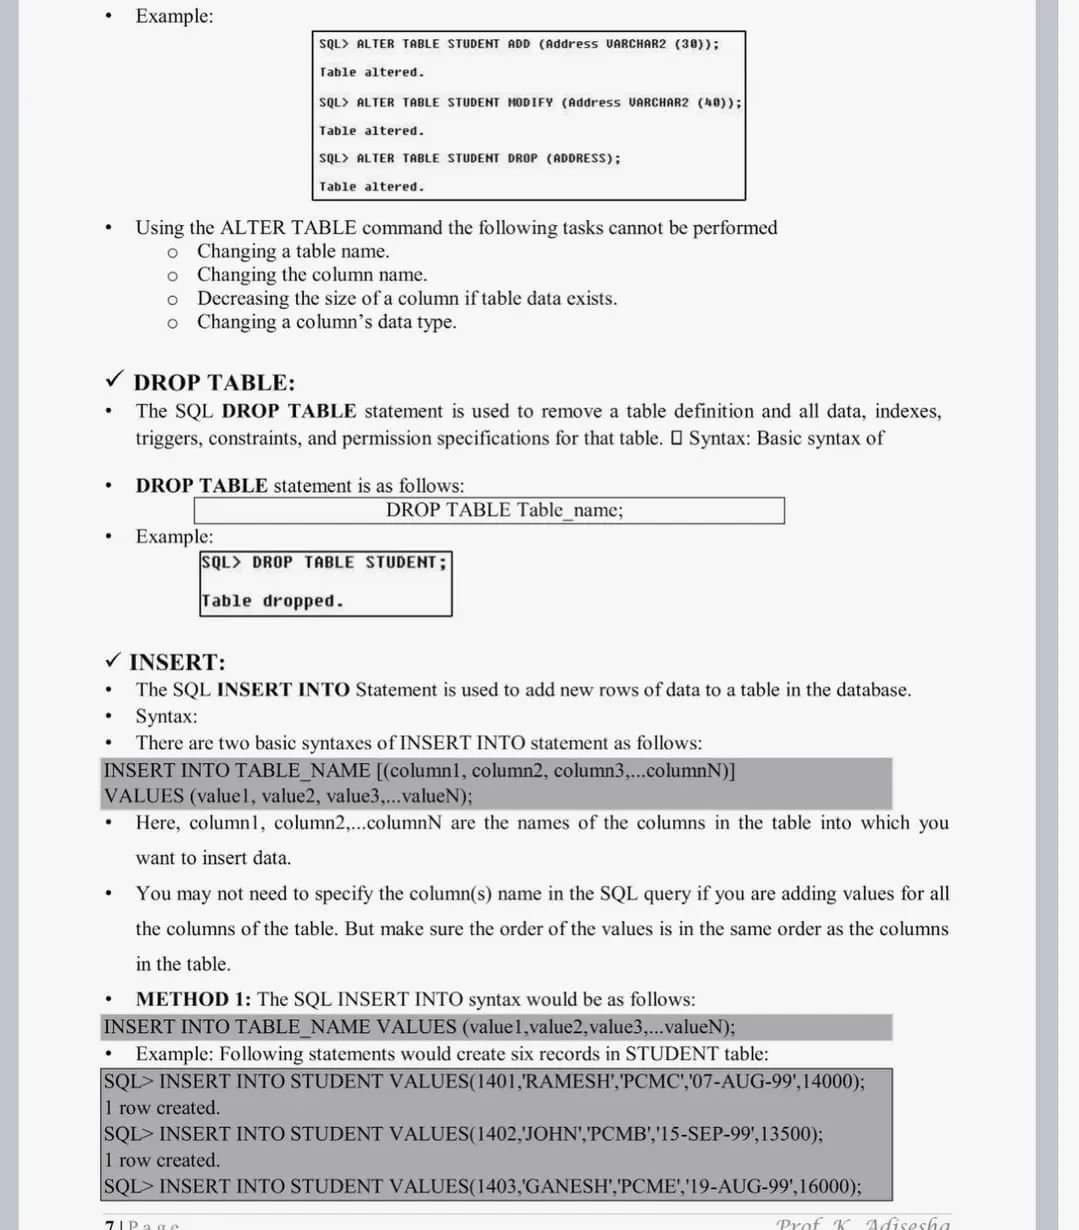 • Example:
SQL> ALTER TABLE STUDENT ADD (Address VARCHAR2 (30));
Table altered.
SQL> ALTER TABLE STUDENT MODIFY (Address VARCHAR2 (40));
Table altered.
SQL> ALTER TABLE STUDENT DROP (ADDRESS);
Table altered.
• Using the ALTER TABLE command the following tasks cannot be performed
o Changing a table name.
o Changing the column name.
o Decreasing the size of a column if table data exists.
o Changing a column’s data type.
✓ DROP TABLE:
• The SQL DROP TABLE statement is used to remove a table definition and all data, indexes,
triggers, constraints, and permission specifications for that table. ▯ Syntax: Basic syntax of
• DROP TABLE statement is as follows:
DROP TABLE Table_name;
• Example:
SQL> DROP TABLE STUDENT;
Table dropped.
✓ INSERT:
• The SQL INSERT INTO Statement is used to add new rows of data to a table in the database.
• Syntax:
• There are two basic syntaxes of INSERT INTO statement as follows:
INSERT INTO TABLE_NAME [(column1, column2, column3,...columnN)]
VALUES (value1, value2, value3,...valueN);
• Here, column1, column2,...columnN are the names of the columns in the table into which you
want to insert data.
• You may not need to specify the column(s) name in the SQL query if you are adding values for all
the columns of the table. But make sure the order of the values is in the same order as the columns
in the table.
• METHOD 1: The SQL INSERT INTO syntax would be as follows:
INSERT INTO TABLE_NAME VALUES (value1,value2,value3,...valueN);
• Example: Following statements would create six records in STUDENT table:
SQL> INSERT INTO STUDENT VALUES(1401,'RAMESH','PCMC','07-AUG-99',14000);
1 row created.
SQL> INSERT INTO STUDENT VALUES(1402,'JOHN','PCMB','15-SEP-99',13500);
1 row created.
SQL> INSERT INTO STUDENT VALUES(1403,'GANESH','PCME','19-AUG-99',16000);
7 | P a g e Prof. K. Adisesha